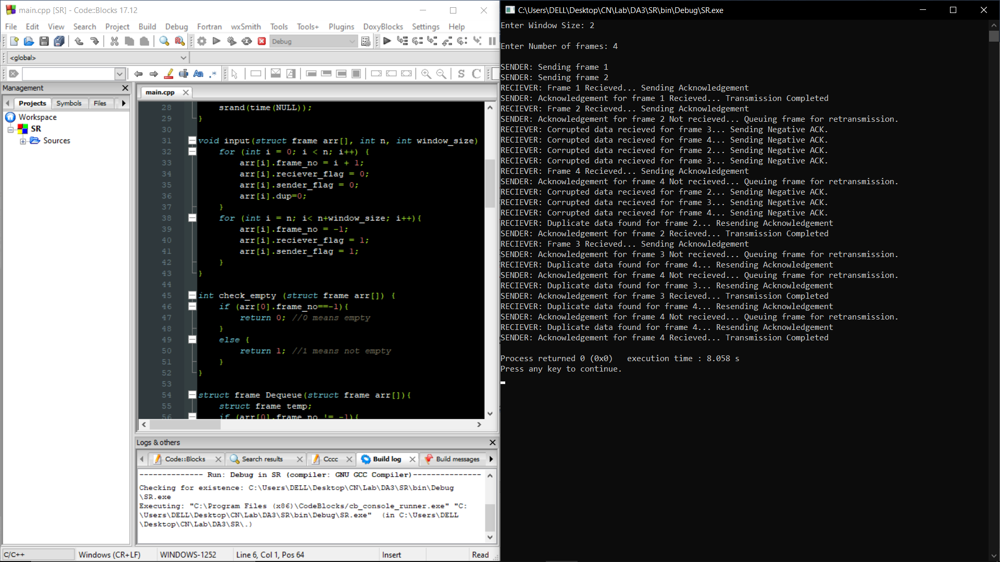 main.cpp [SR] - Code::Blocks 17.12
File Edit View Search Project Build Debug Fortran wxSmith Tools Tools+ Plugins DoxyBlocks Settings Help
Debug
<global>
S C
Management
Projects Symbols Files
Workspace
SR
Sources
main.cpp
28 srand(time(NULL));
29 }
30
31 void input(struct frame arr[], int n, int window_size)
32 for (int i = 0; i < n; i++) {
33 arr[i].frame_no = i + 1;
34 arr[i].reciever_flag = 0;
35 arr[i].sender_flag = 0;
36 arr[i].dup=0;
37 }
38 for (int i = n; i< n+window_size; i++){
39 arr[i].frame_no = -1;
40 arr[i].reciever_flag = 1;
41 arr[i].sender_flag = 1;
42 }
43 }
44
45 int check_empty (struct frame arr[]) {
46 if (arr[0].frame_no==-1){
47 return 0; //0 means empty
48 }
49 else {
50 return 1; //1 means not empty
51 }
52 }
53
54 struct frame Dequeue(struct frame arr[]){
55 struct frame temp;
56 if (arr[0].frame_no != -1){
Logs & others
Code::Blocks Search results Cccc Build log Build messages
-------------- Run: Debug in SR (compiler: GNU GCC Compiler)---------------
Checking for existence: C:\Users\DELL\Desktop\CN\Lab\DA3\SR\bin\Debug
\SR.exe
Executing: "C:\Program Files (x86)\CodeBlocks/cb_console_runner.exe" "C:
\Users\DELL\Desktop\CN\Lab\DA3\SR\bin\Debug\SR.exe"  (in C:\Users\DELL
\Desktop\CN\Lab\DA3\SR\.)
C/C++ Windows (CR+LF) WINDOWS-1252 Line 6, Col 1, Pos 64 Insert Read
C:\Users\DELL\Desktop\CN\Lab\DA3\SR\bin\Debug\SR.exe
Enter Window Size: 2
Enter Number of frames: 4
SENDER: Sending frame 1
SENDER: Sending frame 2
RECIEVER: Frame 1 Recieved... Sending Acknowledgement
SENDER: Acknowledgement for frame 1 Recieved... Transmission Completed
RECIEVER: Frame 2 Recieved... Sending Acknowledgement
SENDER: Acknowledgement for frame 2 Not recieved... Queuing frame for retransmission.
RECIEVER: Corrupted data recieved for frame 3... Sending Negative ACK.
RECIEVER: Corrupted data recieved for frame 4... Sending Negative ACK.
RECIEVER: Corrupted data recieved for frame 2... Sending Negative ACK.
RECIEVER: Corrupted data recieved for frame 3... Sending Negative ACK.
RECIEVER: Frame 4 Recieved... Sending Acknowledgement
SENDER: Acknowledgement for frame 4 Not recieved... Queuing frame for retransmission.
RECIEVER: Corrupted data recieved for frame 2... Sending Negative ACK.
RECIEVER: Corrupted data recieved for frame 3... Sending Negative ACK.
RECIEVER: Corrupted data recieved for frame 4... Sending Negative ACK.
RECIEVER: Duplicate data found for frame 2... Resending Acknowledgement
SENDER: Acknowledgement for frame 2 Recieved... Transmission Completed
RECIEVER: Frame 3 Recieved... Sending Acknowledgement
SENDER: Acknowledgement for frame 3 Not recieved... Queuing frame for retransmission.
RECIEVER: Duplicate data found for frame 4... Resending Acknowledgement
SENDER: Acknowledgement for frame 4 Not recieved... Queuing frame for retransmission.
RECIEVER: Duplicate data found for frame 3... Resending Acknowledgement
SENDER: Acknowledgement for frame 3 Recieved... Transmission Completed
RECIEVER: Duplicate data found for frame 4... Resending Acknowledgement
SENDER: Acknowledgement for frame 4 Not recieved... Queuing frame for retransmission.
RECIEVER: Duplicate data found for frame 4... Resending Acknowledgement
SENDER: Acknowledgement for frame 4 Recieved... Transmission Completed
Process returned 0 (0x0)   execution time : 8.058 s
Press any key to continue.